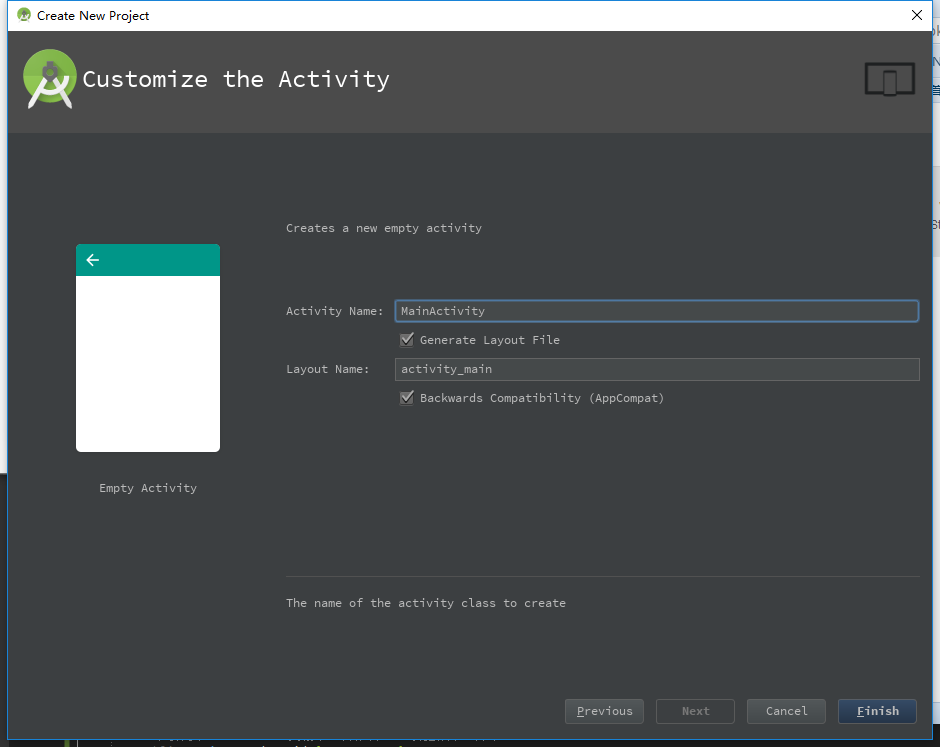 Create New Project
Customize the Activity
Creates a new empty activity
Activity Name: MainActivity
Generate Layout File
Layout Name: activity_main
Backwards Compatibility (AppCompat)
Empty Activity
The name of the activity class to create
Previous Next Cancel Finish